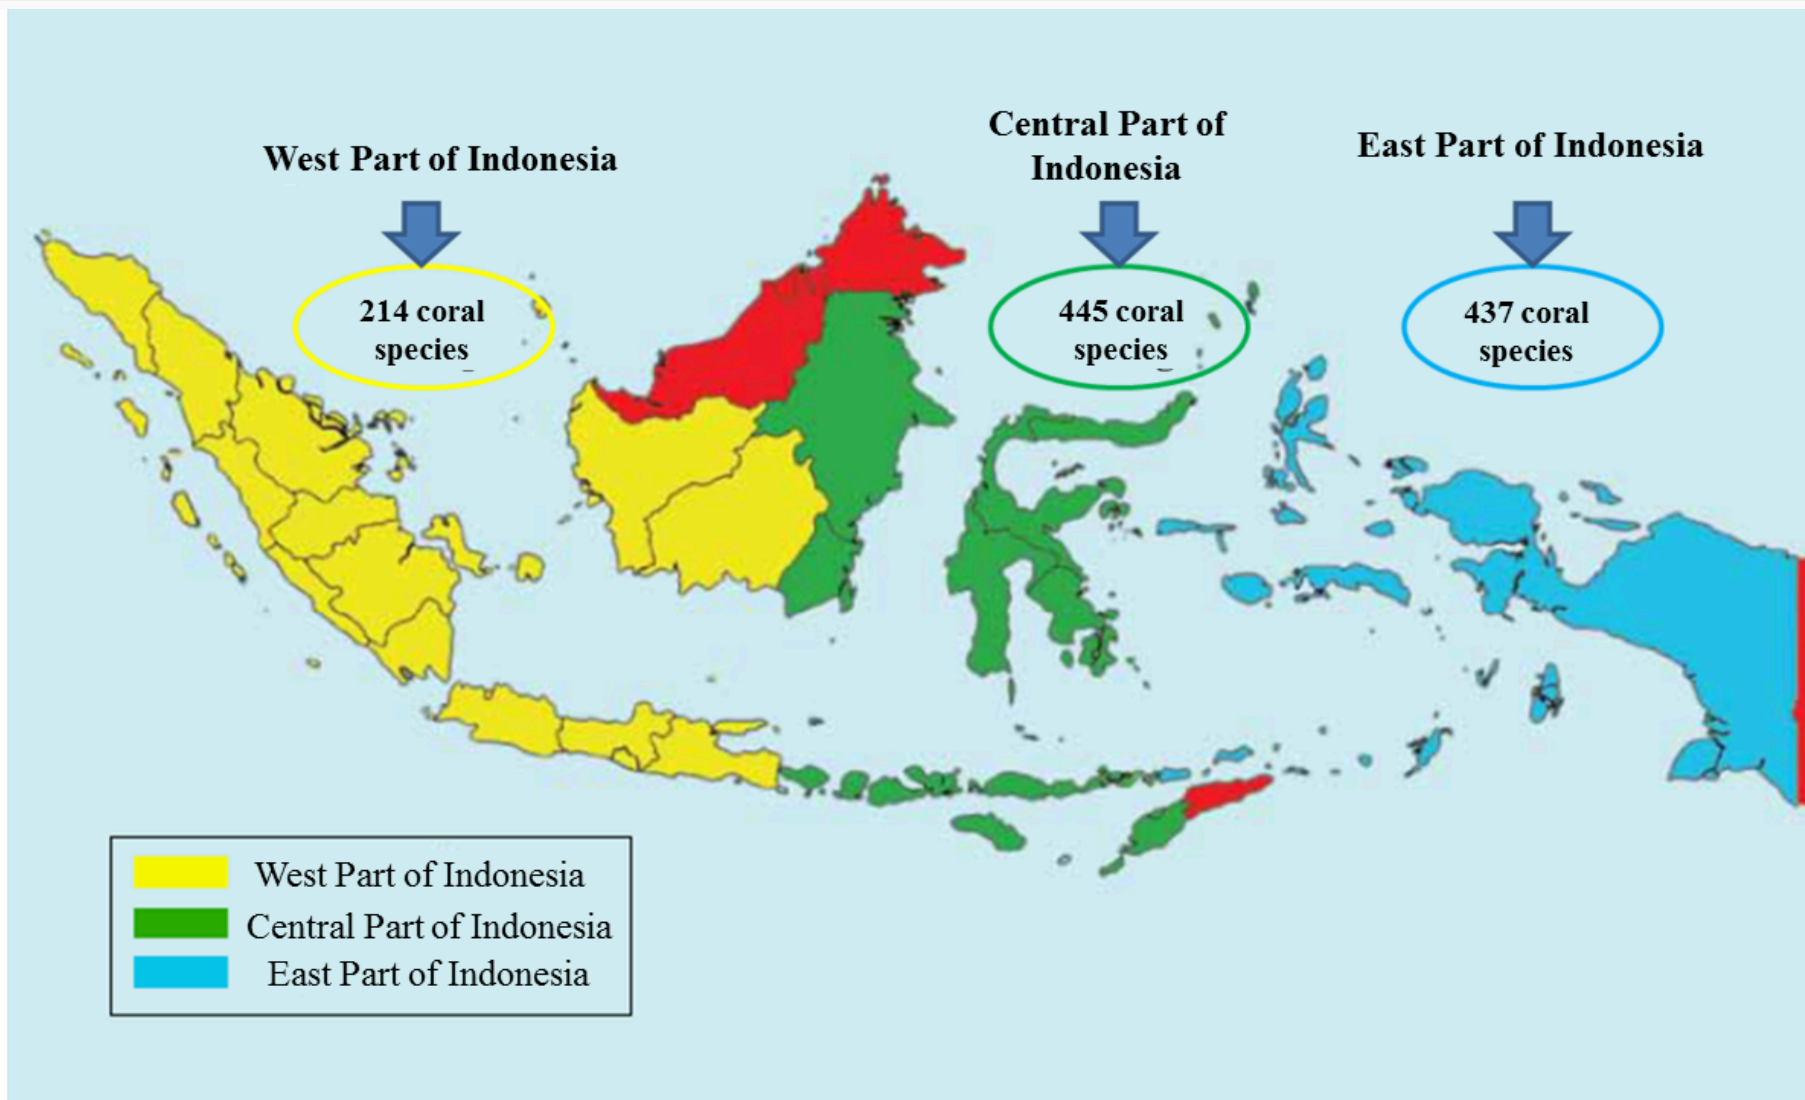 West Part of Indonesia
Central Part of
Indonesia
East Part of Indonesia
214 coral
species
445 coral
species
437 coral
species
West Part of Indonesia
Central Part of Indonesia
East Part of Indonesia